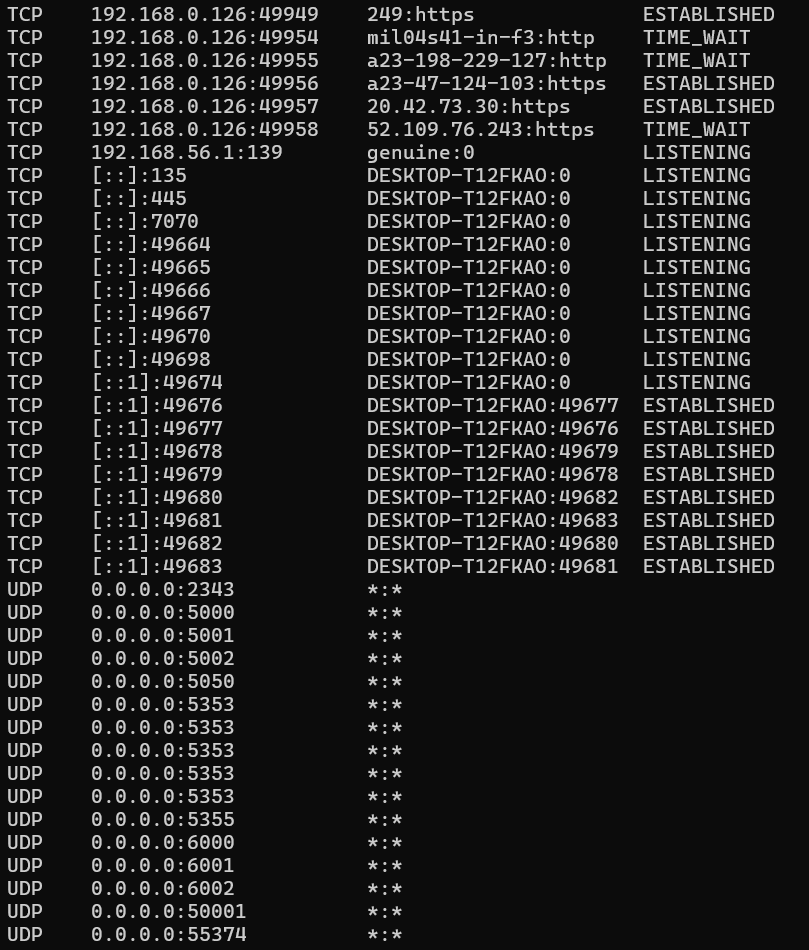 TCP    192.168.0.126:49949    249:https              ESTABLISHED
TCP    192.168.0.126:49954    mil04s41-in-f3:http    TIME_WAIT
TCP    192.168.0.126:49955    a23-198-229-127:http   TIME_WAIT
TCP    192.168.0.126:49956    a23-47-124-103:https   ESTABLISHED
TCP    192.168.0.126:49957    20.42.73.30:https      ESTABLISHED
TCP    192.168.0.126:49958    52.109.76.243:https    TIME_WAIT
TCP    192.168.56.1:139       genuine:0              LISTENING
TCP    [::]:135               DESKTOP-T12FKAO:0      LISTENING
TCP    [::]:445               DESKTOP-T12FKAO:0      LISTENING
TCP    [::]:7070              DESKTOP-T12FKAO:0      LISTENING
TCP    [::]:49664             DESKTOP-T12FKAO:0      LISTENING
TCP    [::]:49665             DESKTOP-T12FKAO:0      LISTENING
TCP    [::]:49666             DESKTOP-T12FKAO:0      LISTENING
TCP    [::]:49667             DESKTOP-T12FKAO:0      LISTENING
TCP    [::]:49670             DESKTOP-T12FKAO:0      LISTENING
TCP    [::]:49698             DESKTOP-T12FKAO:0      LISTENING
TCP    [::1]:49674            DESKTOP-T12FKAO:0      LISTENING
TCP    [::1]:49676            DESKTOP-T12FKAO:49677  ESTABLISHED
TCP    [::1]:49677            DESKTOP-T12FKAO:49676  ESTABLISHED
TCP    [::1]:49678            DESKTOP-T12FKAO:49679  ESTABLISHED
TCP    [::1]:49679            DESKTOP-T12FKAO:49678  ESTABLISHED
TCP    [::1]:49680            DESKTOP-T12FKAO:49682  ESTABLISHED
TCP    [::1]:49681            DESKTOP-T12FKAO:49683  ESTABLISHED
TCP    [::1]:49682            DESKTOP-T12FKAO:49680  ESTABLISHED
TCP    [::1]:49683            DESKTOP-T12FKAO:49681  ESTABLISHED
UDP    0.0.0.0:2343           *:*
UDP    0.0.0.0:5000           *:*
UDP    0.0.0.0:5001           *:*
UDP    0.0.0.0:5002           *:*
UDP    0.0.0.0:5050           *:*
UDP    0.0.0.0:5353           *:*
UDP    0.0.0.0:5353           *:*
UDP    0.0.0.0:5353           *:*
UDP    0.0.0.0:5353           *:*
UDP    0.0.0.0:5353           *:*
UDP    0.0.0.0:5355           *:*
UDP    0.0.0.0:6000           *:*
UDP    0.0.0.0:6001           *:*
UDP    0.0.0.0:6002           *:*
UDP    0.0.0.0:50001          *:*
UDP    0.0.0.0:55374          *:*